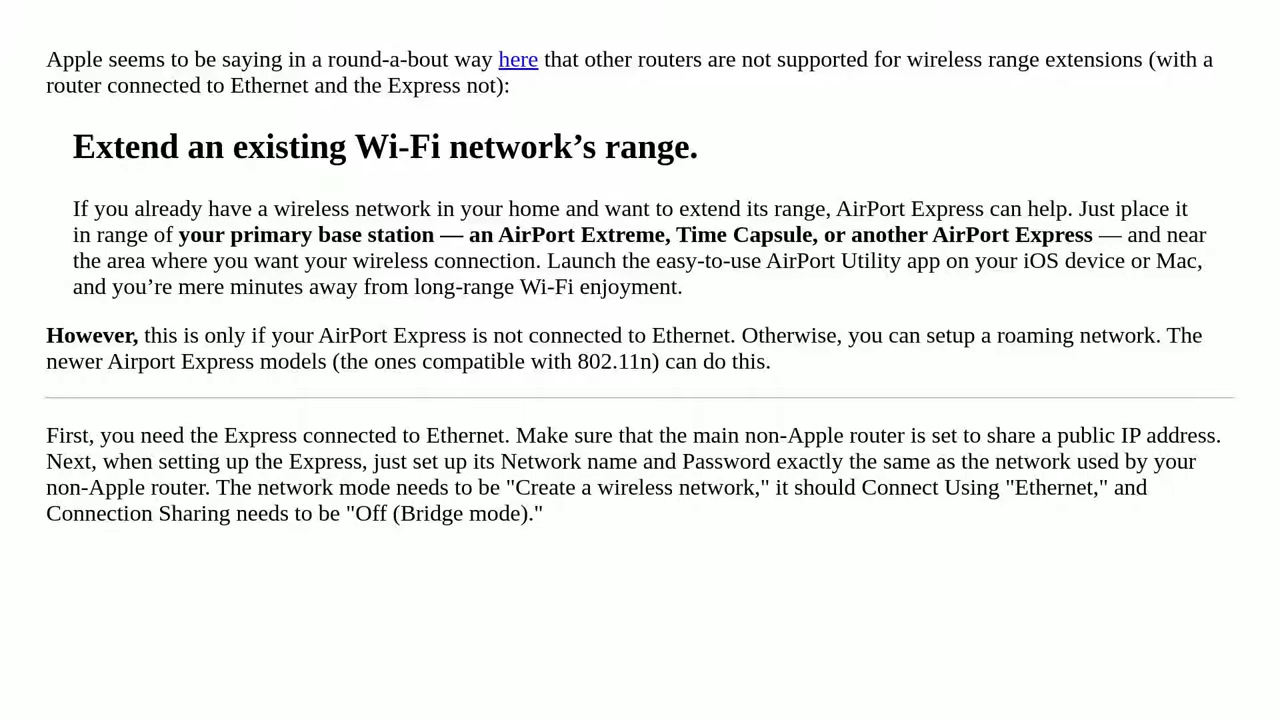 Apple seems to be saying in a round-a-bout way here that other routers are not supported for wireless range extensions (with a
router connected to Ethernet and the Express not):
Extend an existing Wi-Fi network’s range.
If you already have a wireless network in your home and want to extend its range, AirPort Express can help. Just place it
in range of your primary base station — an AirPort Extreme, Time Capsule, or another AirPort Express — and near
the area where you want your wireless connection. Launch the easy-to-use AirPort Utility app on your iOS device or Mac,
and you’re mere minutes away from long-range Wi-Fi enjoyment.
However, this is only if your AirPort Express is not connected to Ethernet. Otherwise, you can setup a roaming network. The
newer Airport Express models (the ones compatible with 802.11n) can do this.
First, you need the Express connected to Ethernet. Make sure that the main non-Apple router is set to share a public IP address.
Next, when setting up the Express, just set up its Network name and Password exactly the same as the network used by your
non-Apple router. The network mode needs to be "Create a wireless network," it should Connect Using "Ethernet," and
Connection Sharing needs to be "Off (Bridge mode)."